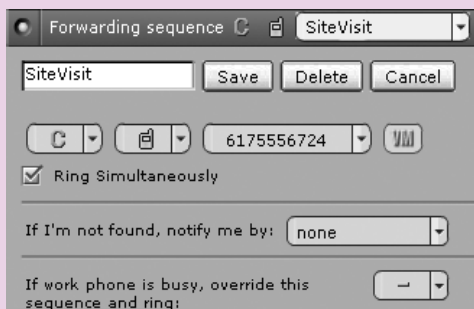 Forwarding sequence C SiteVisit
SiteVisit Save Delete Cancel
C 6175556724 VM
Ring Simultaneously
If I'm not found, notify me by: none
If work phone is busy, override this
sequence and ring: